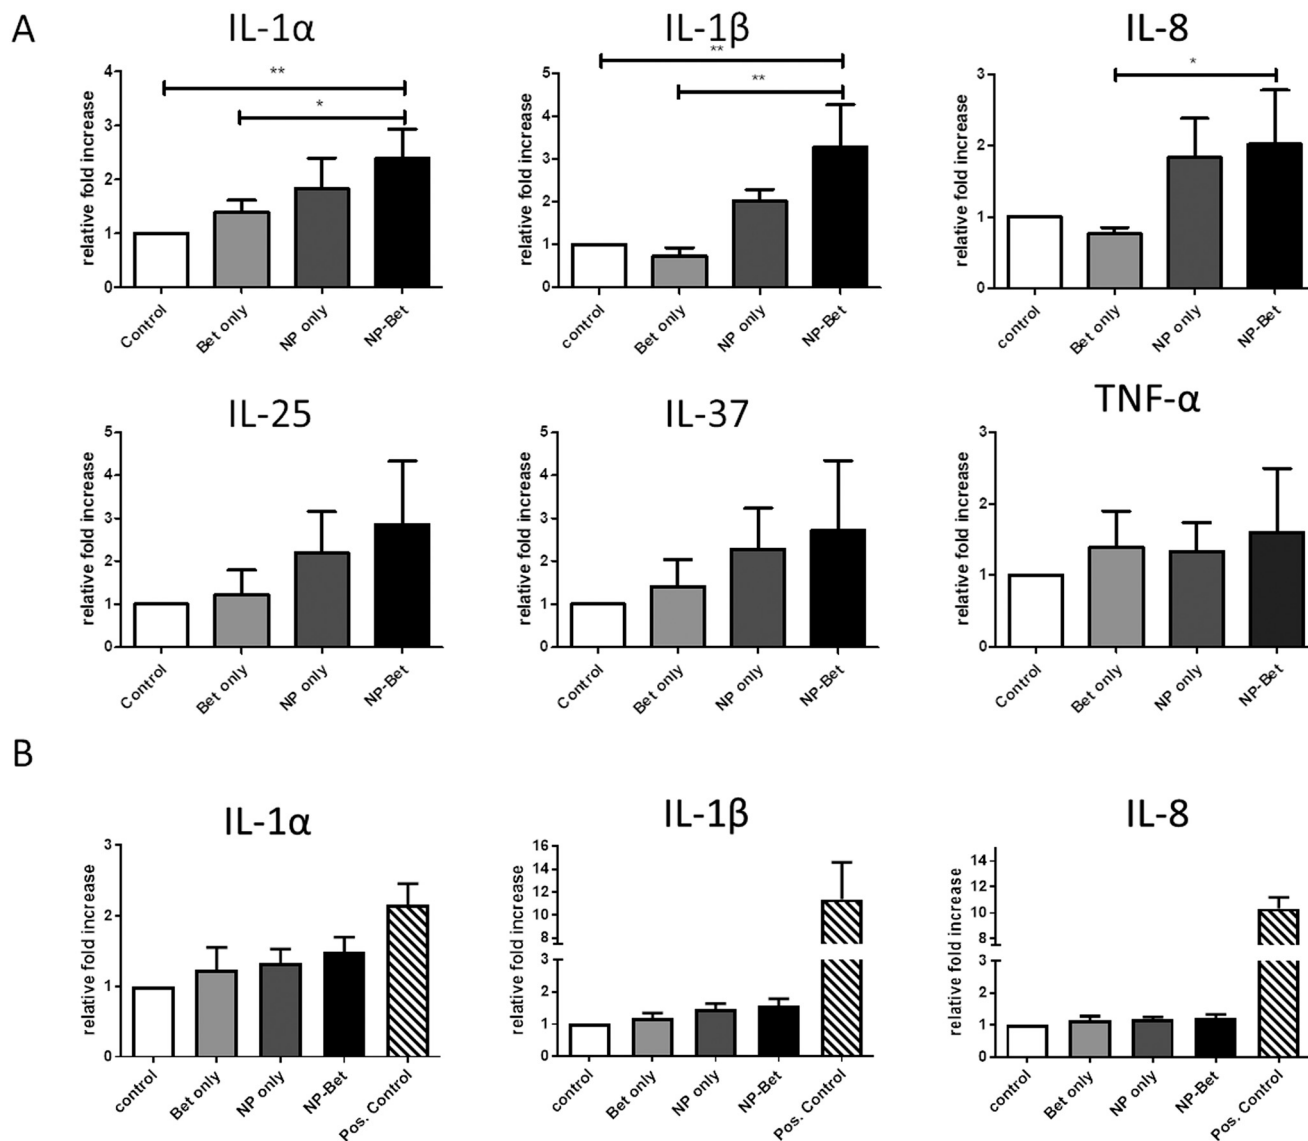 A
IL-1α
relative fold increase
4
3
2
1
0
**
*
Control
Bet only
NP only
NP-Bet
IL-1β
relative fold increase
5
4
3
2
1
0
**
**
control
Bet only
NP only
NP-Bet
IL-8
relative fold increase
3
2
1
0
*
control
Bet only
NP only
NP-Bet
IL-25
relative fold increase
5
4
3
2
1
0
Control
Bet only
NP only
NP-Bet
IL-37
relative fold increase
5
4
3
2
1
0
Control
Bet only
NP only
NP-Bet
TNF-α
relative fold increase
3
2
1
0
Control
Bet only
NP only
NP-Bet
B
IL-1α
relative fold increase
3
2
1
0
control
Bet only
NP only
NP-Bet
Pos. Control
IL-1β
relative fold increase
16
14
12
10
8
3
2
1
0
control
Bet only
NP only
NP-Bet
Pos. Control
IL-8
relative fold increase
14
12
10
8
3
2
1
0
control
Bet only
NP only
NP-Bet
Pos. Control